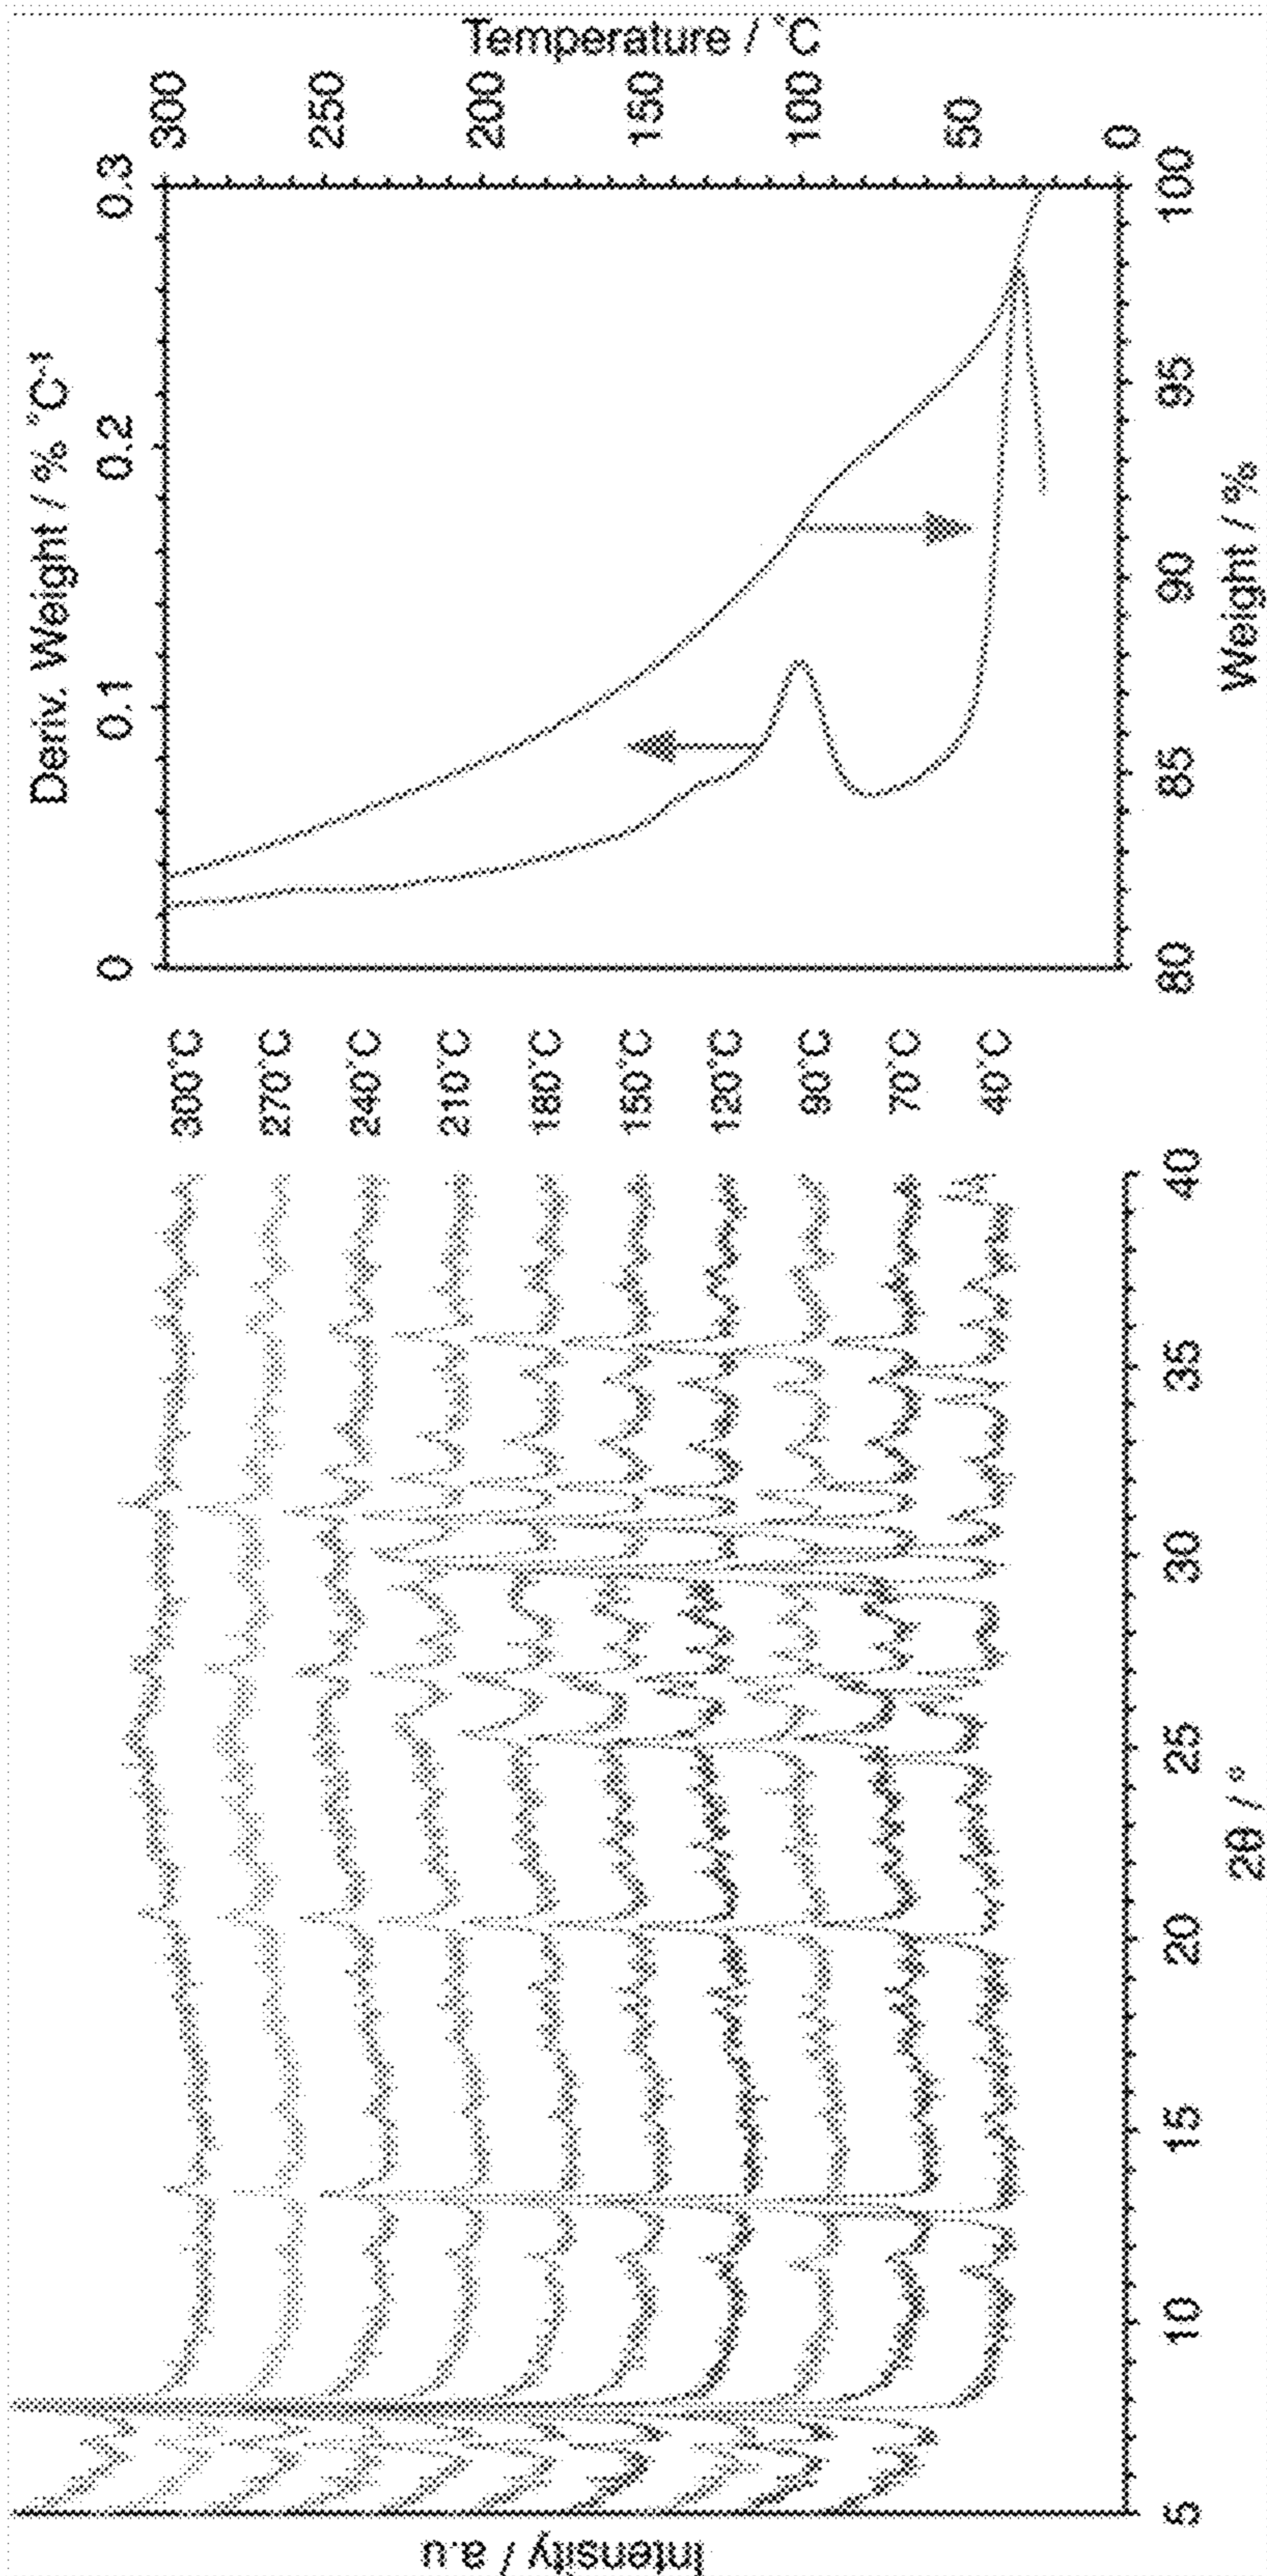 Intensity / a.u
5
10
15
20
25
30
35
40
2θ / °
300°C
270°C
240°C
210°C
180°C
150°C
120°C
90°C
70°C
40°C
Deriv. Weight / % °C⁻¹
0
0.1
0.2
0.3
80
85
90
95
100
Weight / %
300
250
200
150
100
50
0
Temperature / °C